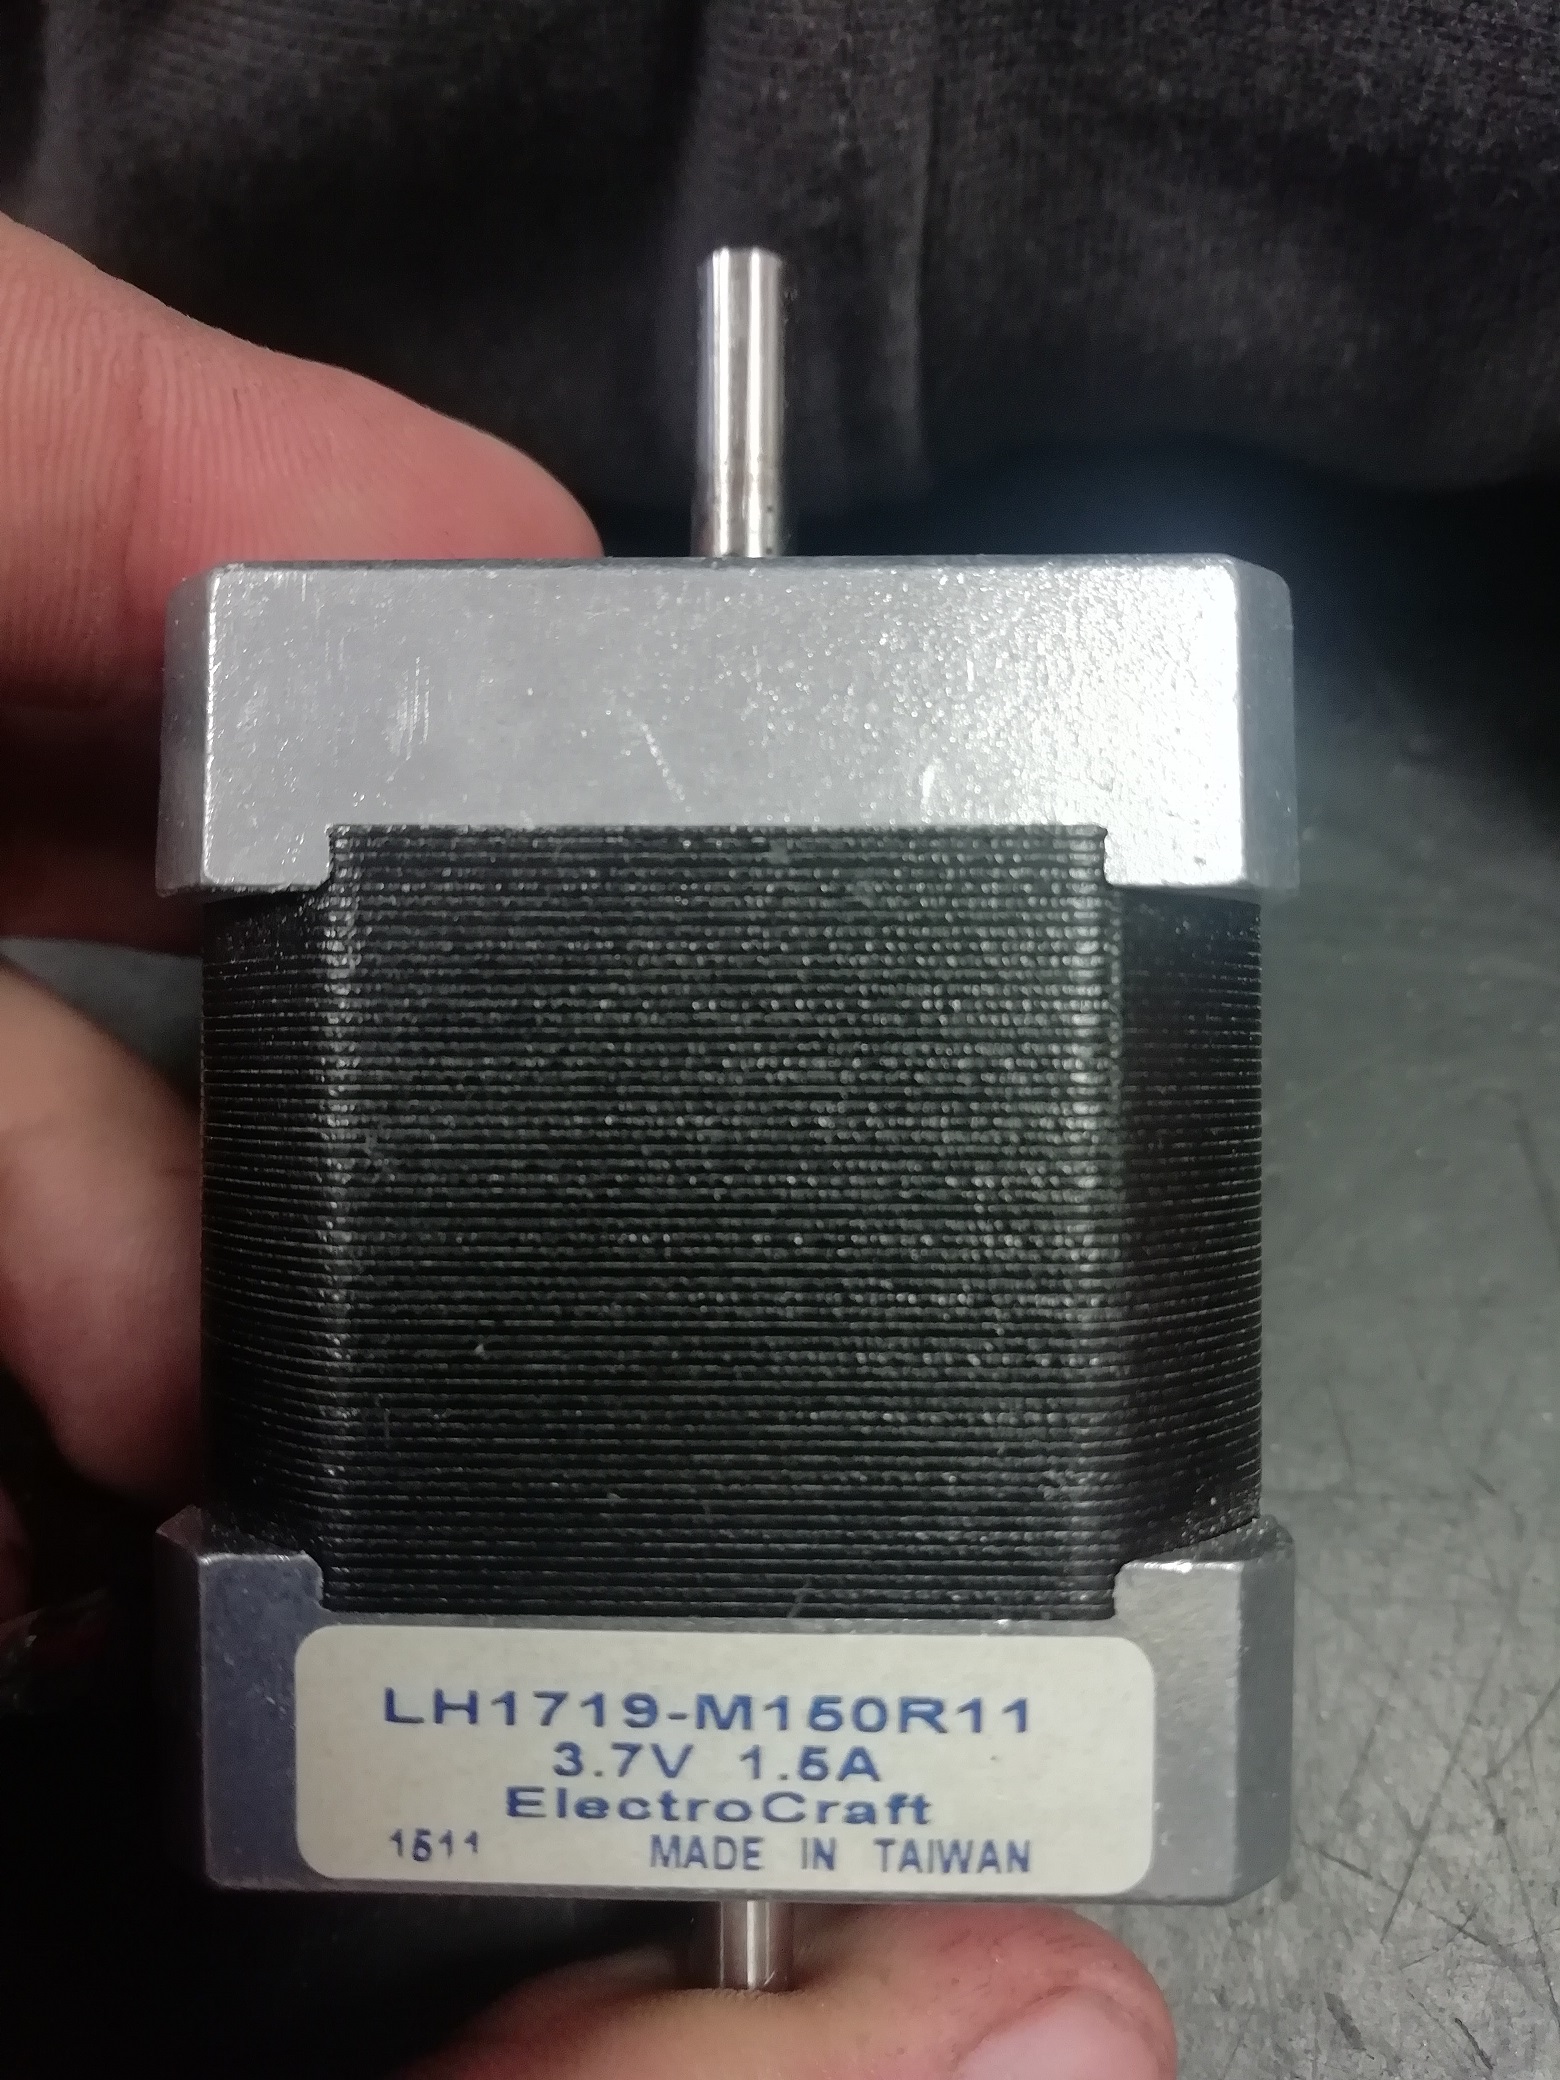 LH1719-M150R11
3.7V 1.5A
ElectroCraft
1511 MADE IN TAIWAN